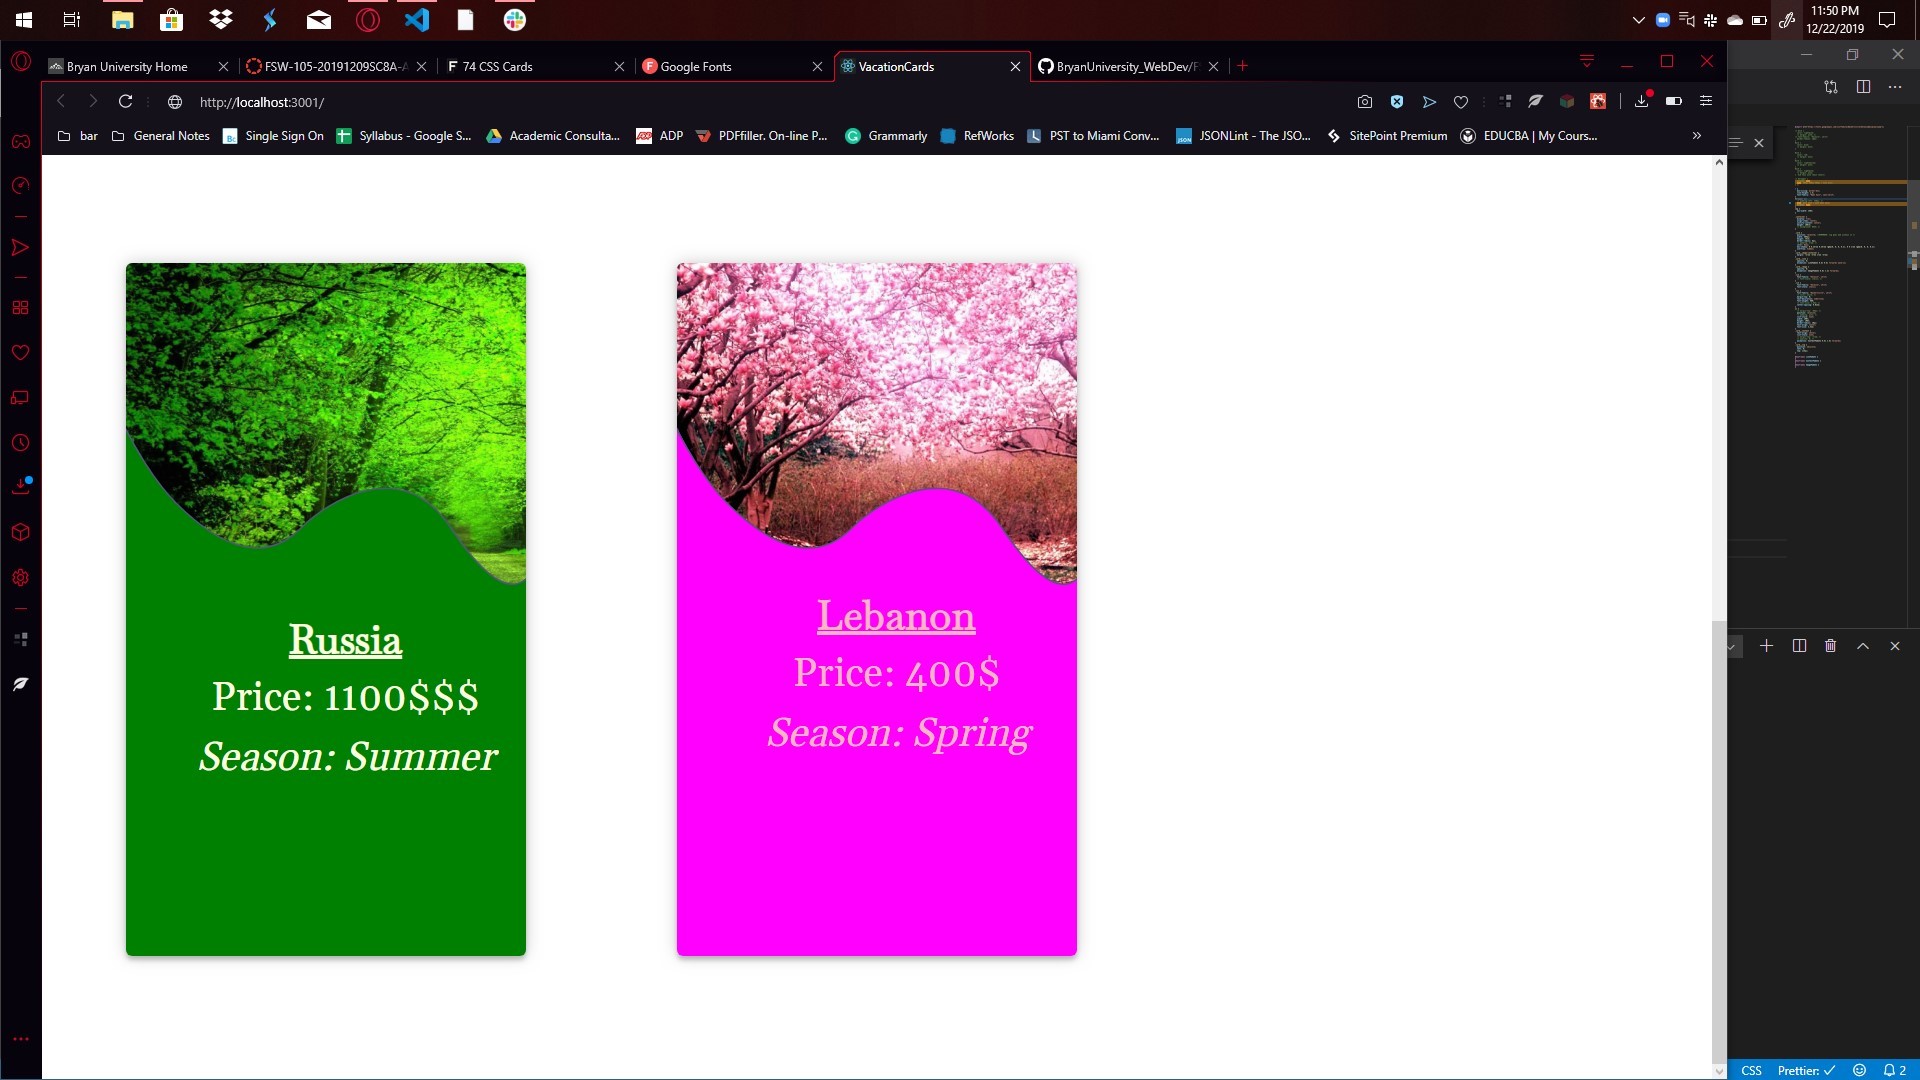 11:50 PM
12/22/2019
Bryan University Home
FSW-105-20191209SC8A-A
74 CSS Cards
Google Fonts
VacationCards
BryanUniversity_WebDev/F
http://localhost:3001/
bar
General Notes
Single Sign On
Syllabus - Google S...
Academic Consulta...
ADP
PDFfiller. On-line P...
Grammarly
RefWorks
PST to Miami Conv...
JSONLint - The JSO...
SitePoint Premium
EDUCBA | My Cours...
Russia
Price: 1100$$$
Season: Summer
Lebanon
Price: 400$
Season: Spring
CSS
Prettier: ✓
2